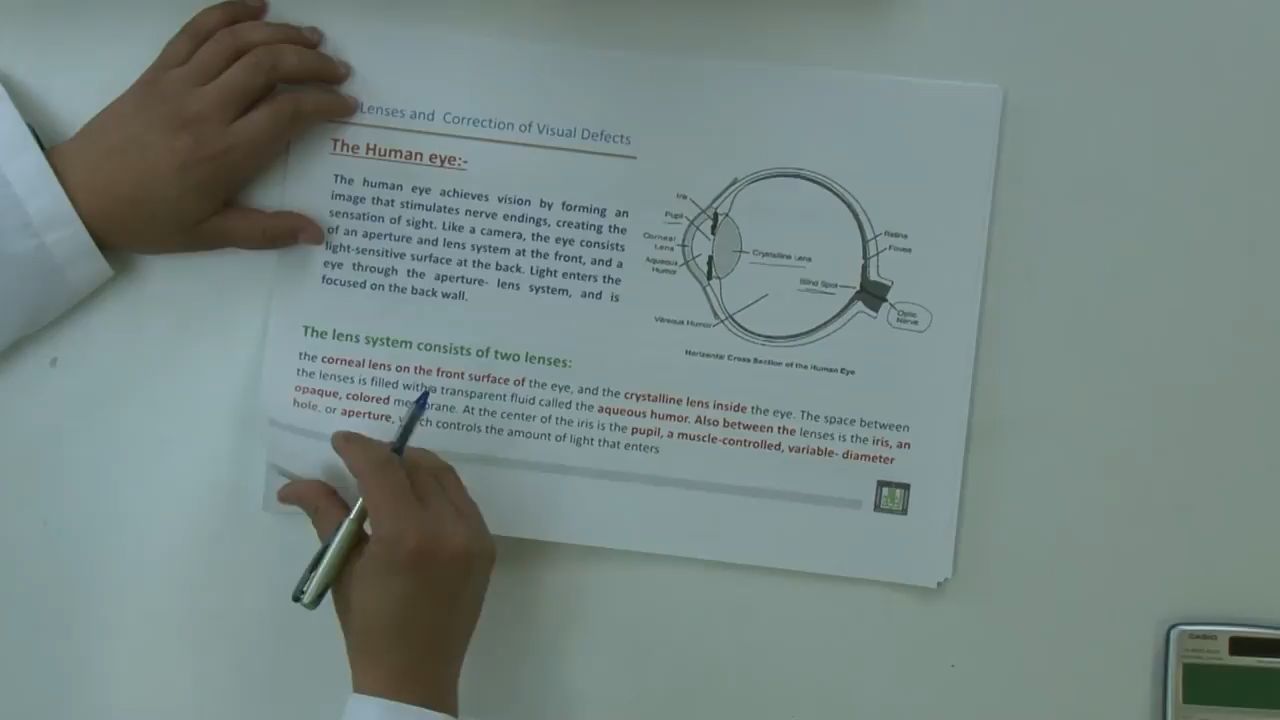 Lenses and Correction of Visual Defects
The Human eye:-
The human eye achieves vision by forming an
image that stimulates nerve endings, creating the
sensation of sight. Like a camera, the eye consists
of an aperture and lens system at the front, and a
light-sensitive surface at the back. Light enters the
eye through the aperture- lens system, and is
focused on the back wall.
Iris
Pupil
Corneal
Lens
Aqueous
Humor
Vitreous Humor
Crystalline Lens
Blind Spot
Retina
Fovea
Optic
Nerve
Horizontal Cross Section of the Human Eye
The lens system consists of two lenses:
the corneal lens on the front surface of the eye, and the crystalline lens inside the eye. The space between
the lenses is filled with a transparent fluid called the aqueous humor. Also between the lenses is the iris, an
opaque, colored membrane. At the center of the iris is the pupil, a muscle-controlled, variable- diameter
hole, or aperture, which controls the amount of light that enters
CASIO